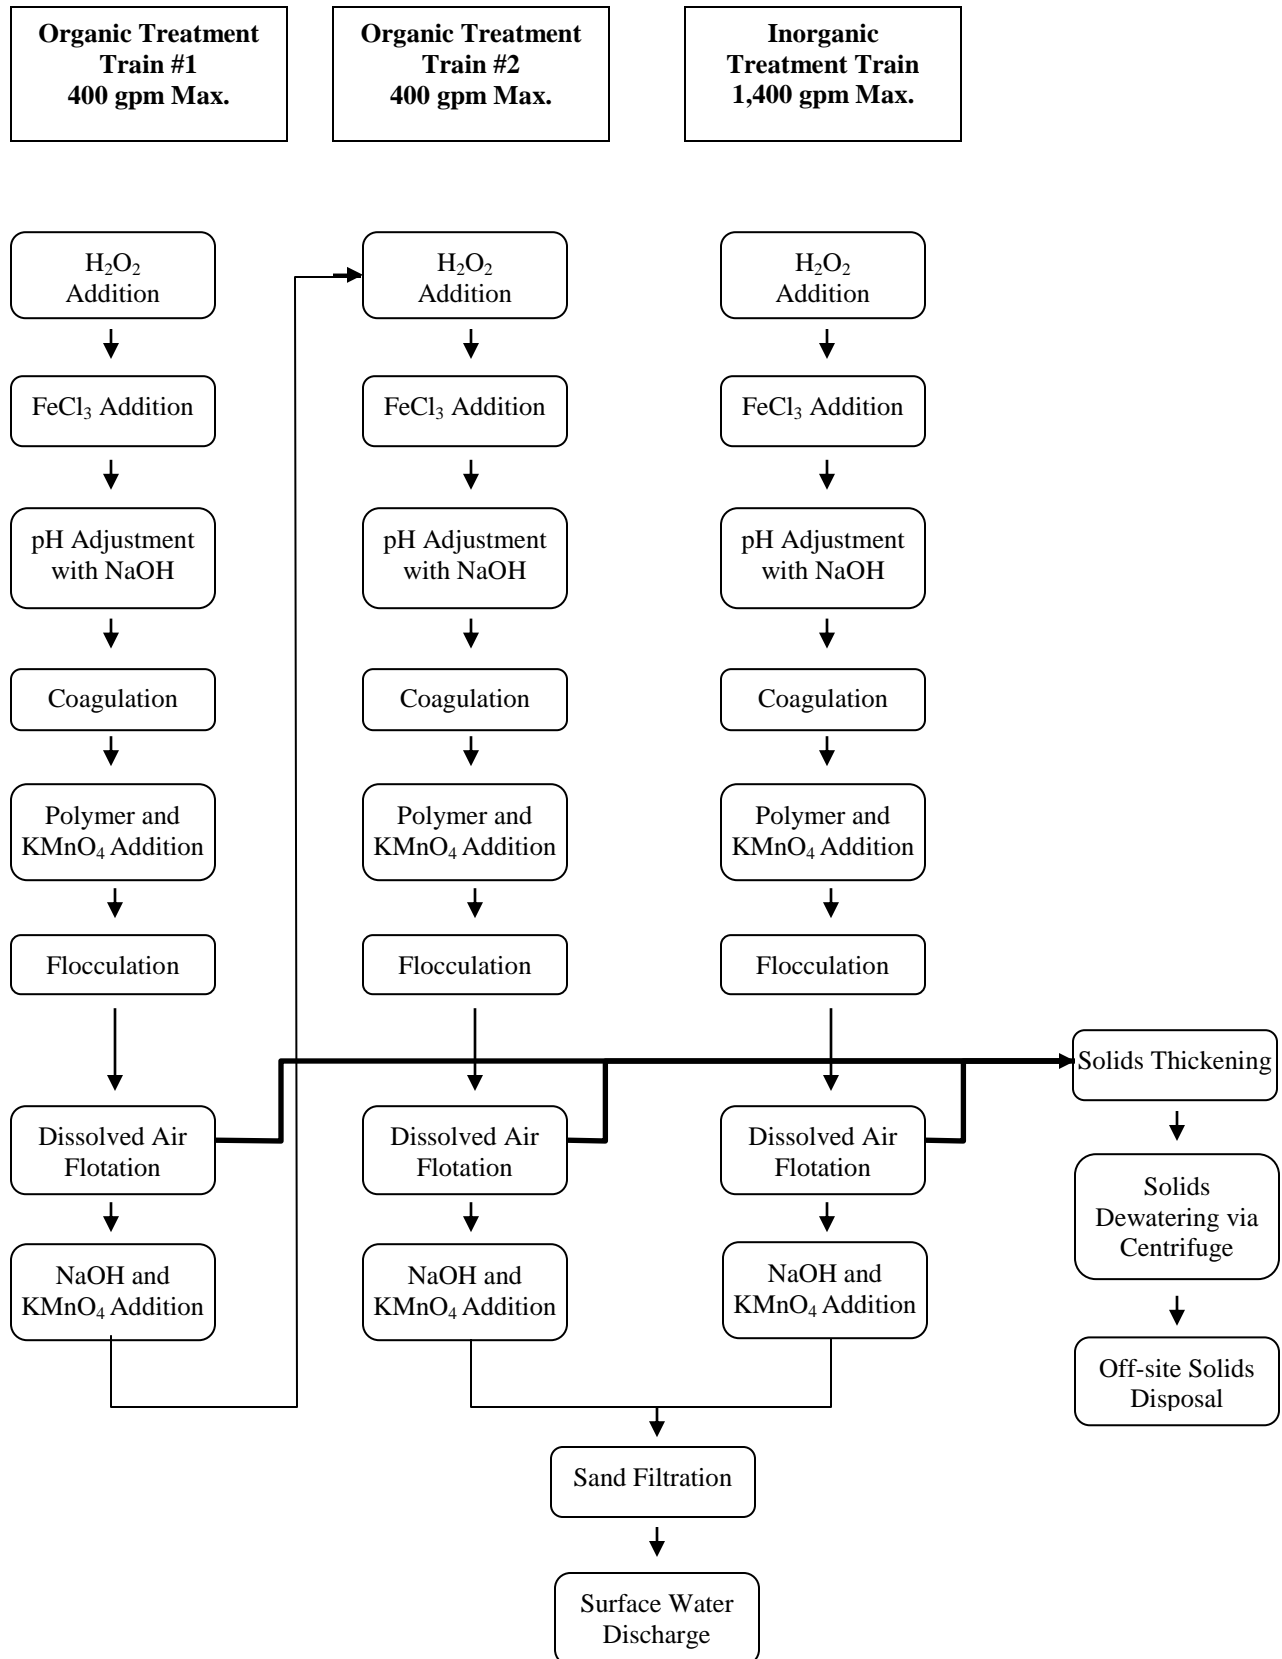 Organic Treatment
Train #1
400 gpm Max.
Organic Treatment
Train #2
400 gpm Max.
Inorganic
Treatment Train
1,400 gpm Max.
H₂O₂
Addition
FeCl₃ Addition
pH Adjustment
with NaOH
Coagulation
Polymer and
KMnO₄ Addition
Flocculation
Dissolved Air
Flotation
NaOH and
KMnO₄ Addition
H₂O₂
Addition
FeCl₃ Addition
pH Adjustment
with NaOH
Coagulation
Polymer and
KMnO₄ Addition
Flocculation
Dissolved Air
Flotation
NaOH and
KMnO₄ Addition
H₂O₂
Addition
FeCl₃ Addition
pH Adjustment
with NaOH
Coagulation
Polymer and
KMnO₄ Addition
Flocculation
Dissolved Air
Flotation
NaOH and
KMnO₄ Addition
Solids Thickening
Solids
Dewatering via
Centrifuge
Off-site Solids
Disposal
Sand Filtration
Surface Water
Discharge